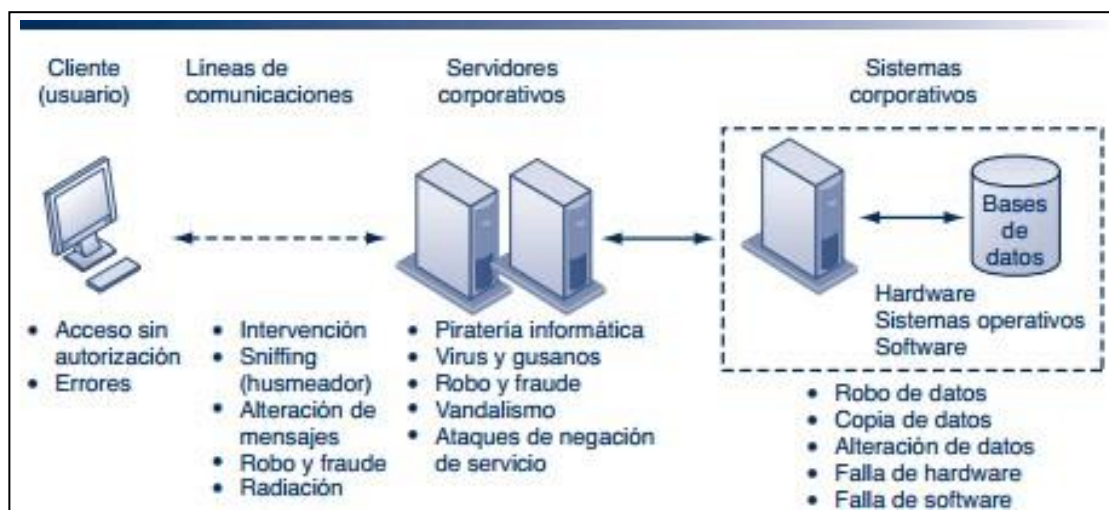 Cliente
(usuario)
Líneas de
comunicaciones
Servidores
corporativos
Sistemas
corporativos
Bases
de
datos
Hardware
Sistemas operativos
Software
• Acceso sin
autorización
• Errores
• Intervención
• Sniffing
(husmeador)
• Alteración de
mensajes
• Robo y fraude
• Radiación
• Piratería informática
• Virus y gusanos
• Robo y fraude
• Vandalismo
• Ataques de negación
de servicio
• Robo de datos
• Copia de datos
• Alteración de datos
• Falla de hardware
• Falla de software